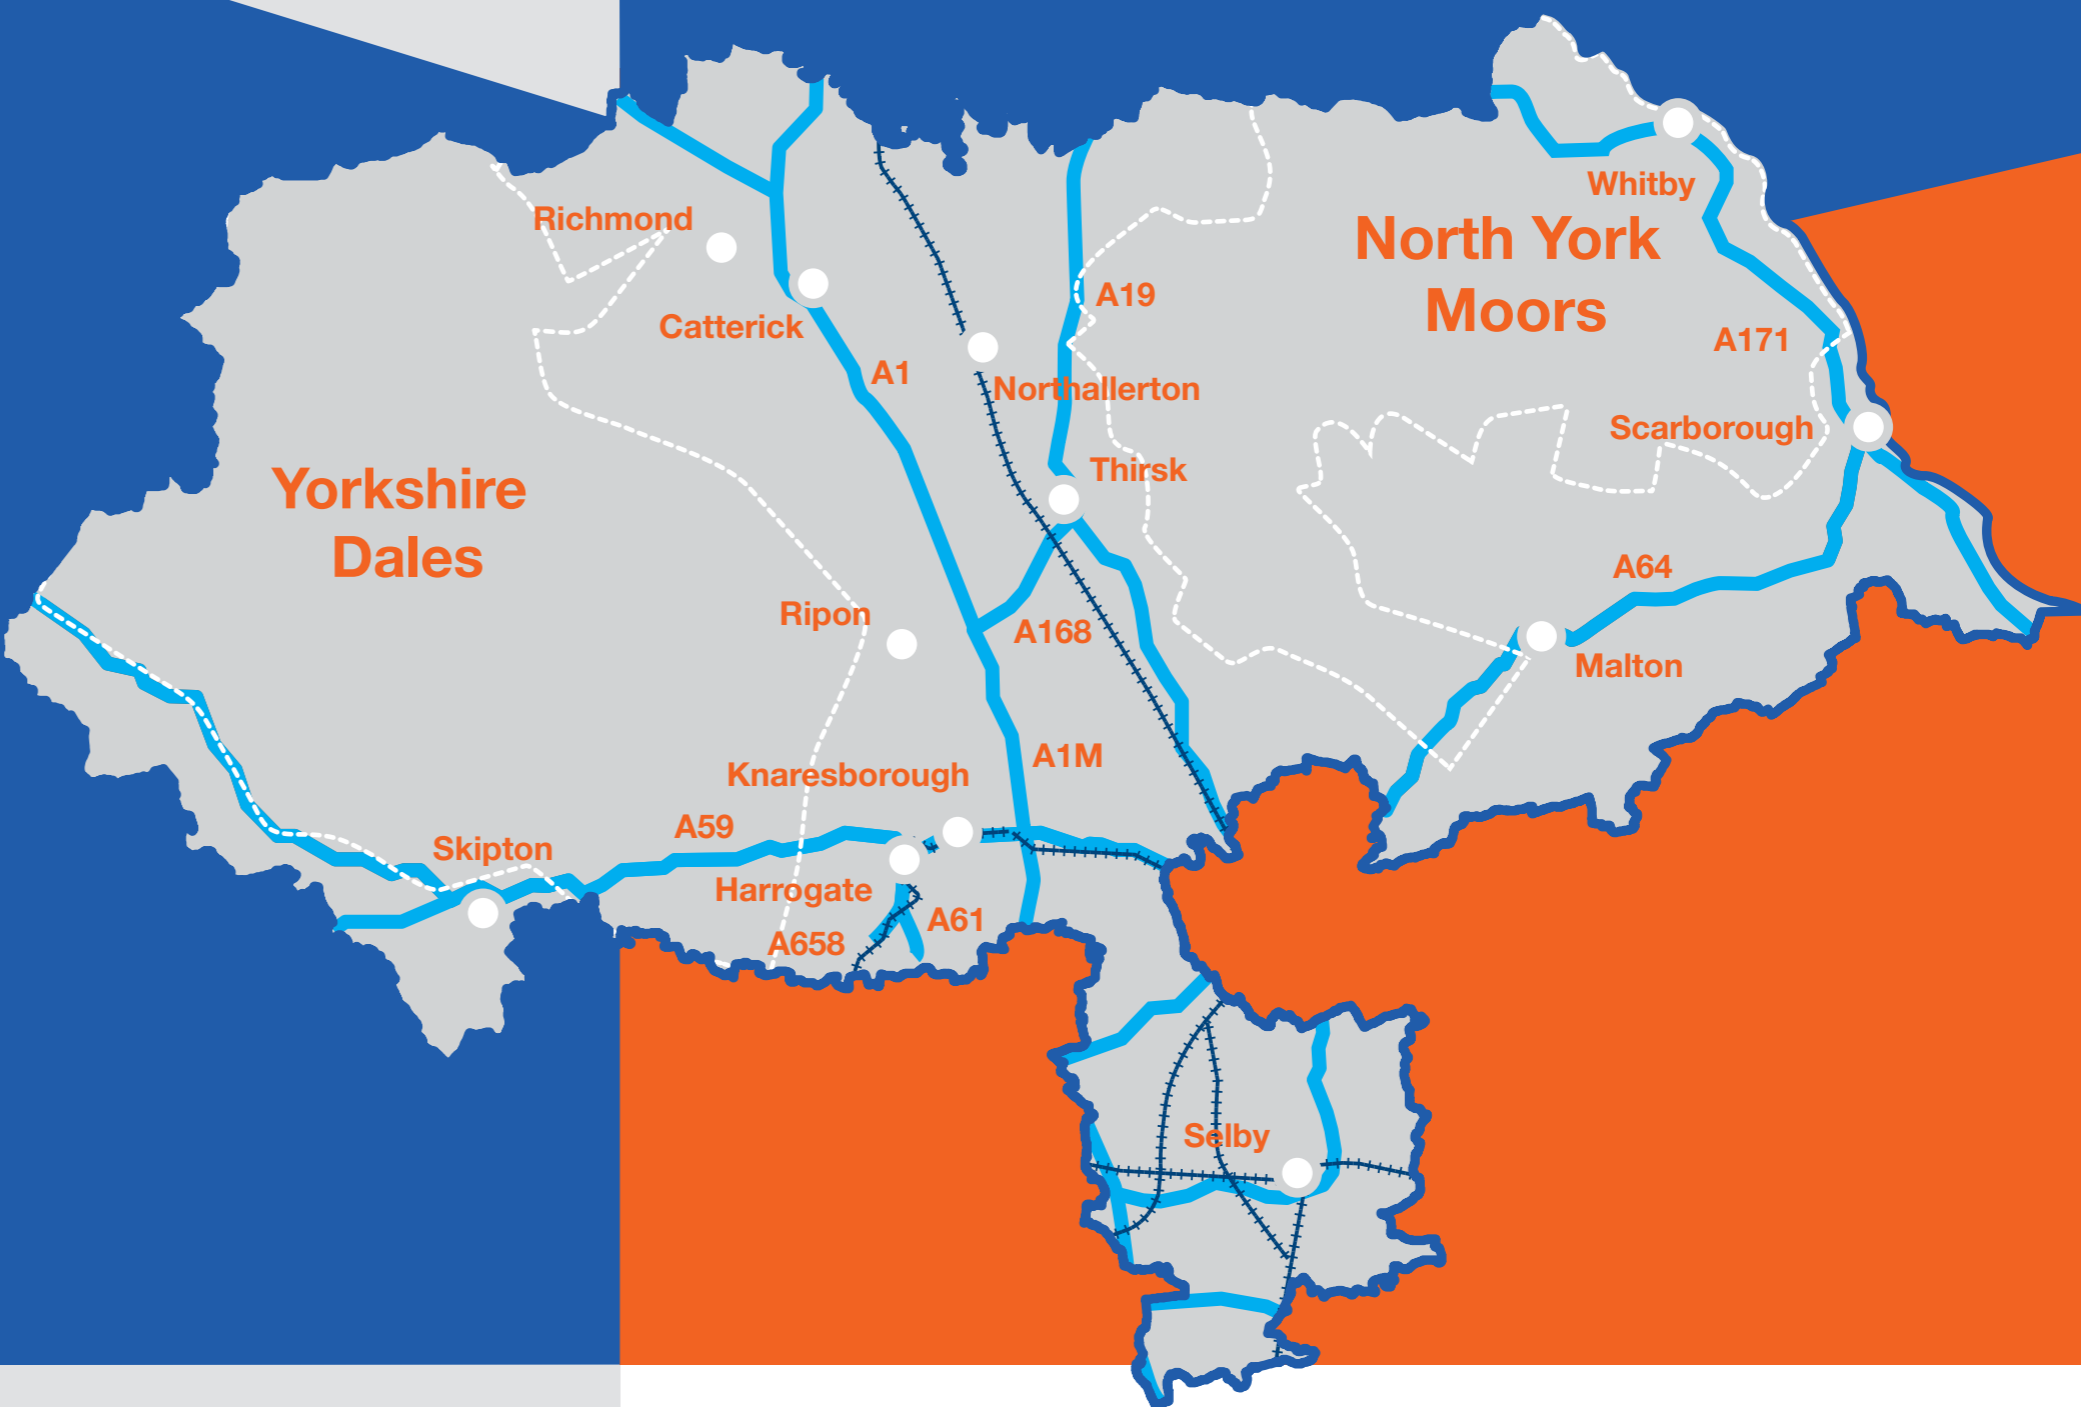 Whitby
Richmond
North York
Moors
A19
Catterick
A171
A1
Northallerton
Scarborough
Thirsk
Yorkshire
Dales
A64
Ripon
A168
Malton
A1M
Knaresborough
A59
Skipton
Harrogate
A61
A658
Selby